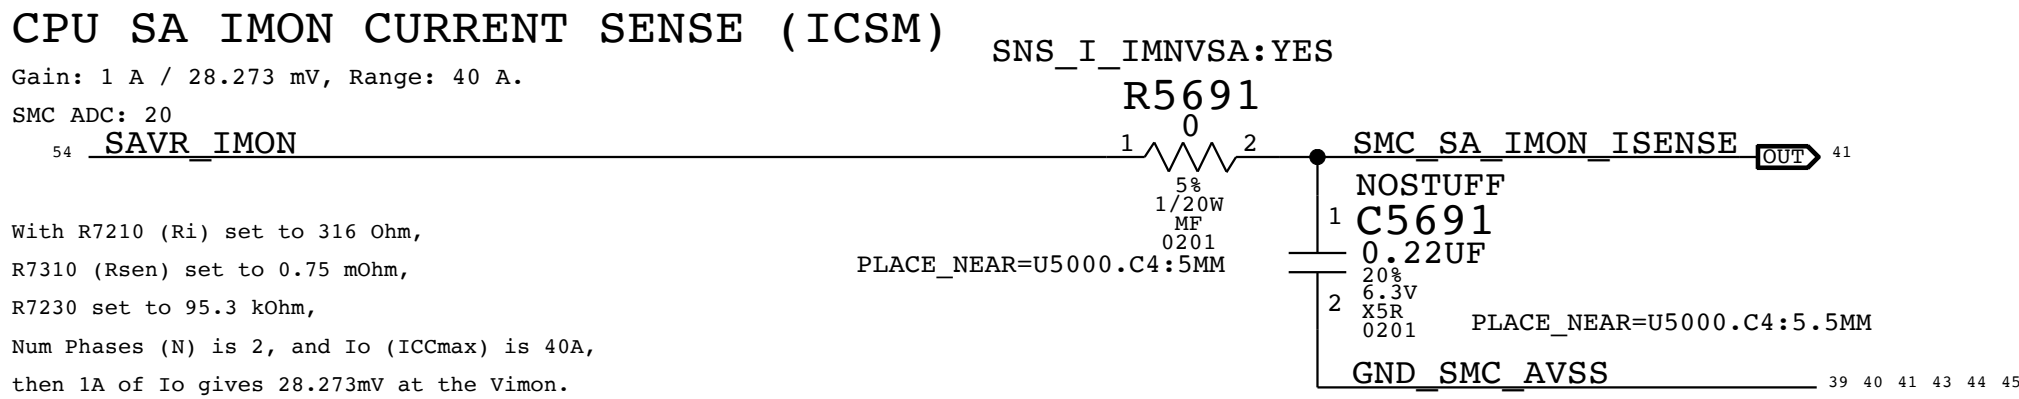 CPU SA IMON CURRENT SENSE (ICSM)
SNS_I_IMNVSA:YES
Gain: 1 A / 28.273 mV, Range: 40 A.
R5691
SMC ADC: 20
0
54 SAVR_IMON
1 2
SMC_SA_IMON_ISENSE OUT 41
5%
1/20W
MF
0201
PLACE_NEAR=U5000.C4:5MM
NOSTUFF
1 C5691
0.22UF
20%
6.3V
2 X5R
0201
PLACE_NEAR=U5000.C4:5.5MM
GND_SMC_AVSS 39 40 41 43 44 45
With R7210 (Ri) set to 316 Ohm,
R7310 (Rsen) set to 0.75 mOhm,
R7230 set to 95.3 kOhm,
Num Phases (N) is 2, and Io (ICCmax) is 40A,
then 1A of Io gives 28.273mV at the Vimon.